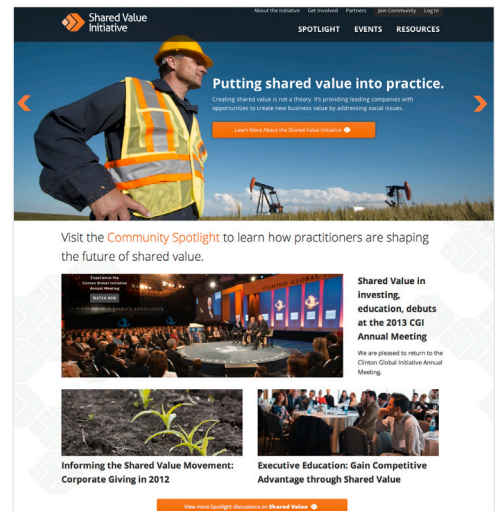 Shared Value
Initiative
About the Initiative Get Involved Partners Join Community Log In
SPOTLIGHT EVENTS RESOURCES
Putting shared value into practice.
Creating shared value is not a theory. It's providing leading companies with
opportunities to create new business value by addressing social issues.
Learn More About the Shared Value Initiative
Visit the Community Spotlight to learn how practitioners are shaping
the future of shared value.
Experience the
Clinton Global Initiative
Annual Meeting
WATCH NOW
CLINTON GLOBAL
Shared Value in
investing,
education, debuts
at the 2013 CGI
Annual Meeting
We are pleased to return to the
Clinton Global Initiative Annual
Meeting.
Informing the Shared Value Movement:
Corporate Giving in 2012
Executive Education: Gain Competitive
Advantage through Shared Value
View more Spotlight discussions on Shared Value